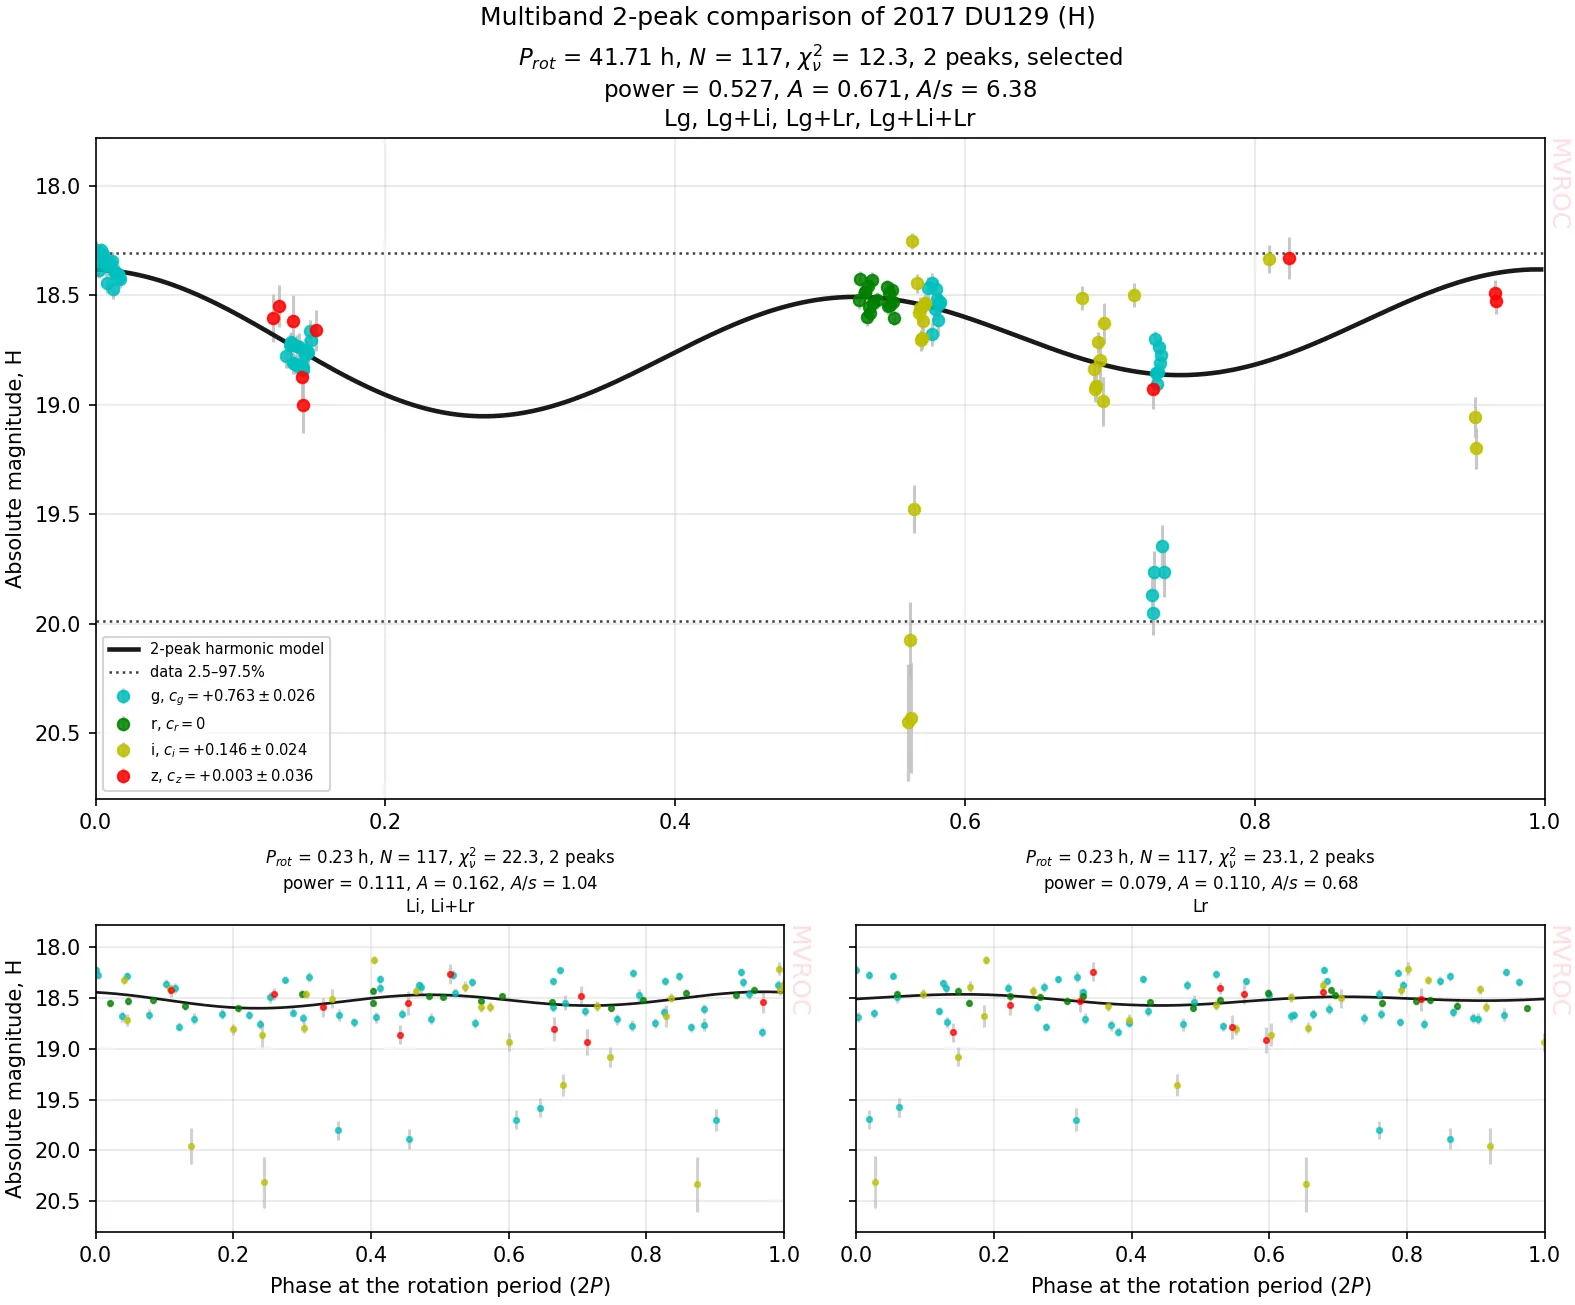 Multiband 2-peak comparison of 2017 DU129 (H)
P_rot = 41.71 h, N = 117, χ²_ν = 12.3, 2 peaks, selected
power = 0.527, A = 0.671, A/s = 6.38
Lg, Lg+Li, Lg+Lr, Lg+Li+Lr
MVROC
Absolute magnitude, H
18.0
18.5
19.0
19.5
20.0
20.5
2-peak harmonic model
data 2.5–97.5%
g, c_g = +0.763 ± 0.026
r, c_r = 0
i, c_i = +0.146 ± 0.024
z, c_z = +0.003 ± 0.036
0.0 0.2 0.4 0.6 0.8 1.0
P_rot = 0.23 h, N = 117, χ²_ν = 22.3, 2 peaks
power = 0.111, A = 0.162, A/s = 1.04
Li, Li+Lr
MVROC
Absolute magnitude, H
18.0
18.5
19.0
19.5
20.0
20.5
0.0 0.2 0.4 0.6 0.8 1.0
Phase at the rotation period (2P)
P_rot = 0.23 h, N = 117, χ²_ν = 23.1, 2 peaks
power = 0.079, A = 0.110, A/s = 0.68
Lr
MVROC
0.0 0.2 0.4 0.6 0.8 1.0
Phase at the rotation period (2P)